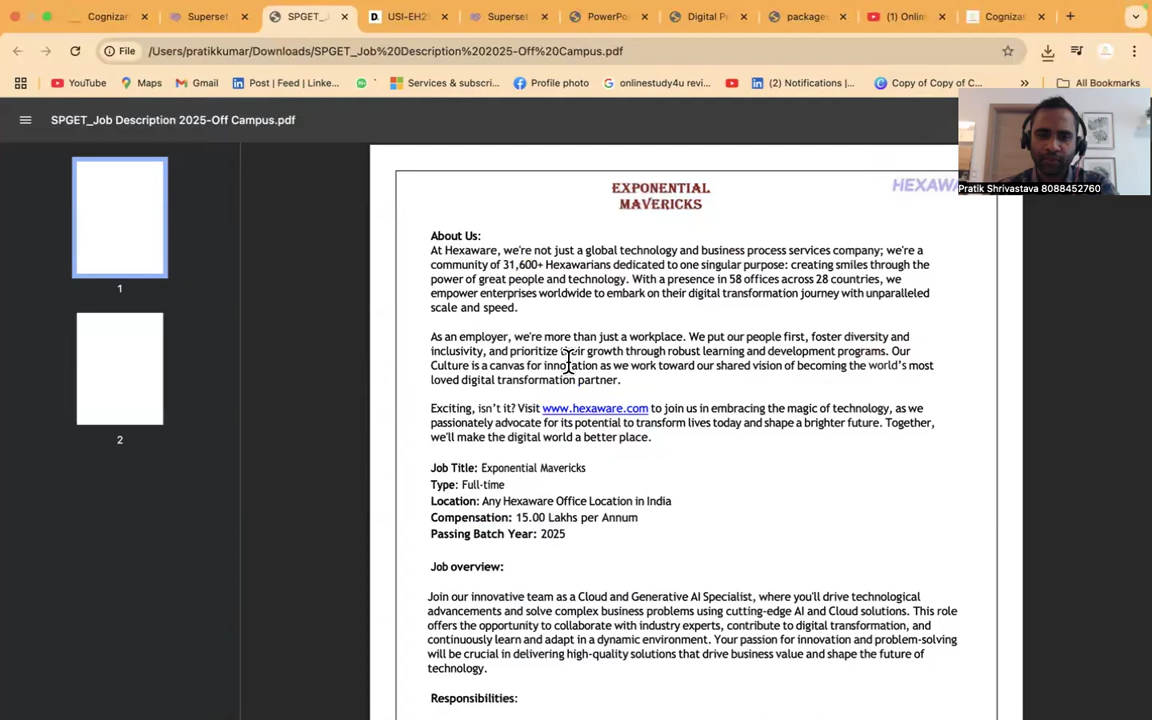 Cognizan
Superset
SPGET_
USI-EH2
Superset
PowerPo
Digital P
package
(1) Onlin
Cogniza
File
/Users/pratikkumar/Downloads/SPGET_Job%20Description%202025-Off%20Campus.pdf
YouTube
Maps
Gmail
Post | Feed | Linke...
Services & subscri...
Profile photo
onlinestudy4u revi...
(2) Notifications |...
Copy of Copy of C...
All Bookmarks
SPGET_Job Description 2025-Off Campus.pdf
Pratik Shrivastava 8088452760
1
2
EXPONENTIAL
MAVERICKS
HEXAW
About Us:
At Hexaware, we're not just a global technology and business process services company; we're a
community of 31,600+ Hexawarians dedicated to one singular purpose: creating smiles through the
power of great people and technology. With a presence in 58 offices across 28 countries, we
empower enterprises worldwide to embark on their digital transformation journey with unparalleled
scale and speed.
As an employer, we're more than just a workplace. We put our people first, foster diversity and
inclusivity, and prioritize their growth through robust learning and development programs. Our
Culture is a canvas for innovation as we work toward our shared vision of becoming the world's most
loved digital transformation partner.
Exciting, isn't it? Visit www.hexaware.com to join us in embracing the magic of technology, as we
passionately advocate for its potential to transform lives today and shape a brighter future. Together,
we'll make the digital world a better place.
Job Title: Exponential Mavericks
Type: Full-time
Location: Any Hexaware Office Location in India
Compensation: 15.00 Lakhs per Annum
Passing Batch Year: 2025
Job overview:
Join our innovative team as a Cloud and Generative AI Specialist, where you'll drive technological
advancements and solve complex business problems using cutting-edge AI and Cloud solutions. This role
offers the opportunity to collaborate with industry experts, contribute to digital transformation, and
continuously learn and adapt in a dynamic environment. Your passion for innovation and problem-solving
will be crucial in delivering high-quality solutions that drive business value and shape the future of
technology.
Responsibilities: